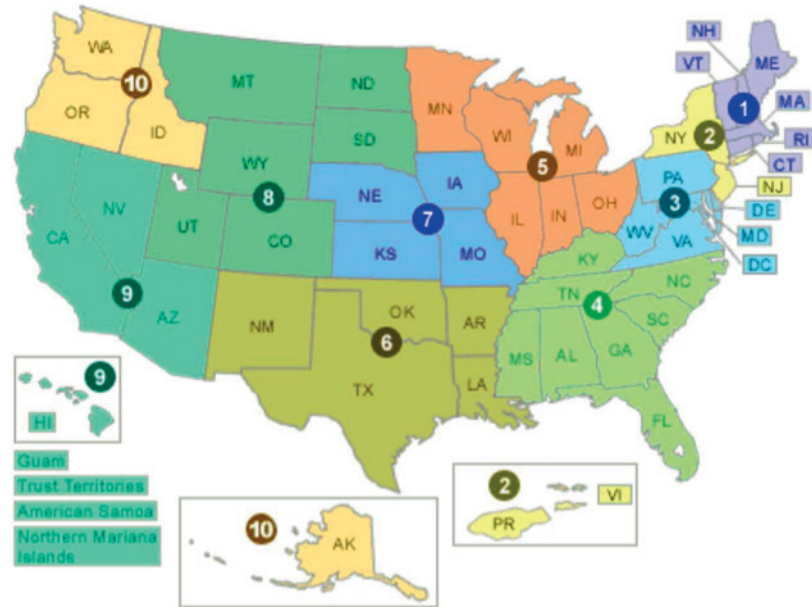 NH
VT
ME
WA
MT
ND
MN
10
MA
1
OR
ID
WI
MI
NY
2
RI
SD
WY
CT
5
PA
NJ
NE
IA
3
DE
8
NV
UT
CO
7
IL
IN
OH
WV
VA
MD
DC
CA
KS
MO
KY
9
AZ
NM
OK
AR
TN
4
NC
6
SC
MS
AL
GA
TX
LA
FL
9
HI
Guam
Trust Territories
American Samoa
Northern Mariana
Islands
10
AK
2
VI
PR